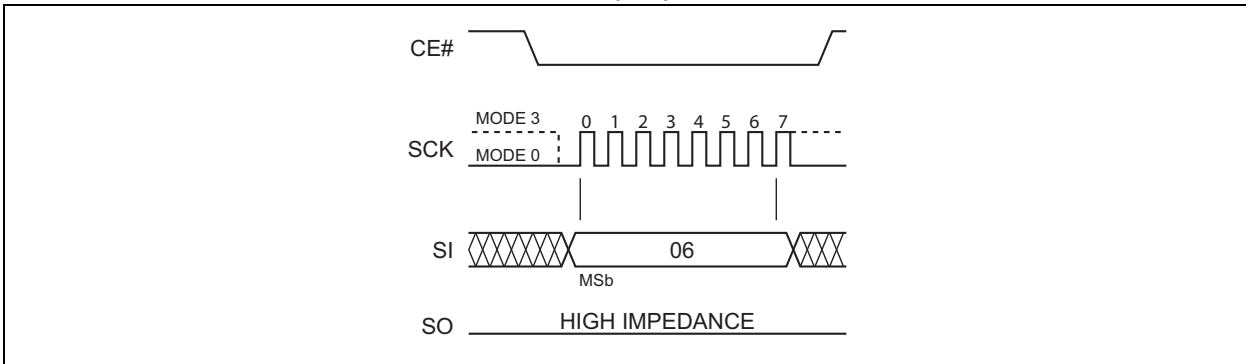 CE#
MODE 3
0 1 2 3 4 5 6 7
SCK
MODE 0
SI
06
MSb
SO
HIGH IMPEDANCE